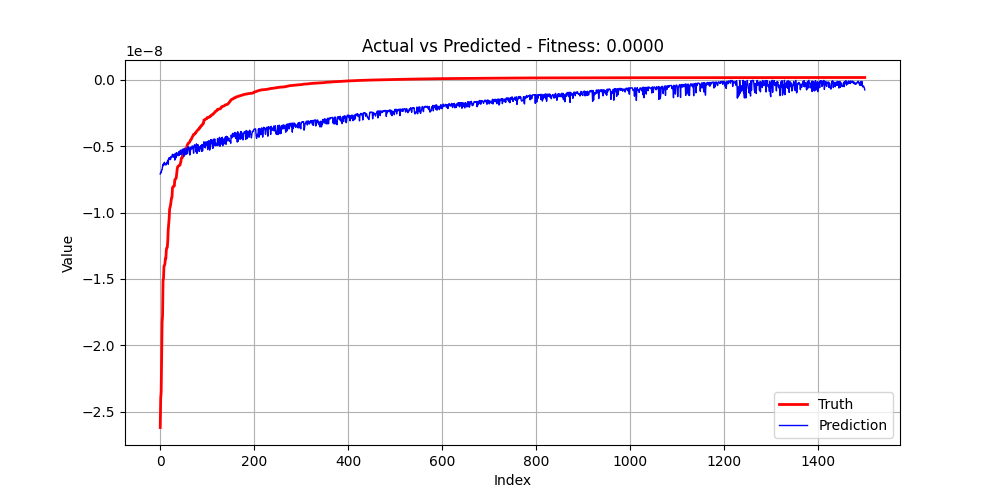 Actual vs Predicted - Fitness: 0.0000
1e−8
0.0
−0.5
−1.0
−1.5
−2.0
−2.5
Value
0 200 400 600 800 1000 1200 1400
Index
Truth
Prediction